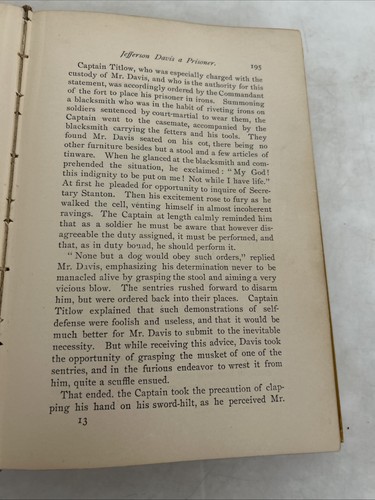 Jefferson Davis a Prisoner. 195
Captain Titlow, who was especially charged with the
custody of Mr. Davis, and who is the authority for this
statement, was accordingly ordered by the Commandant
of the fort to place his prisoner in irons. Summoning
a blacksmith who was in the habit of riveting irons on
soldiers sentenced by court-martial to wear them, the
Captain went to the casemate, accompanied by the
blacksmith carrying the fetters and his tools. They
found Mr. Davis seated on his cot, there being no
other furniture besides but a stool and a few articles of
tinware. When he glanced at the blacksmith and com-
prehended the situation, he exclaimed: "My God!
this indignity to be put on me! Not while I have life."
At first he pleaded for opportunity to inquire of Secre-
tary Stanton. Then his excitement rose to fury as he
walked the cell, venting himself in almost incoherent
ravings. The Captain at length calmly reminded him
that as a soldier he must be aware that however dis-
agreeable the duty assigned, it must be performed, and
that, as in duty bound, he should perform it.
"None but a dog would obey such orders," replied
Mr. Davis, emphasizing his determination never to be
manacled alive by grasping the stool and aiming a very
vicious blow. The sentries rushed forward to disarm
him, but were ordered back into their places. Captain
Titlow explained that such demonstrations of self-
defense were foolish and useless, and that it would be
much better for Mr. Davis to submit to the inevitable
necessity. But while receiving this advice, Davis took
the opportunity of grasping the musket of one of the
sentries, and in the furious endeavor to wrest it from
him, quite a scuffle ensued.
That ended, the Captain took the precaution of clap-
ping his hand on his sword-hilt, as he perceived Mr.
13